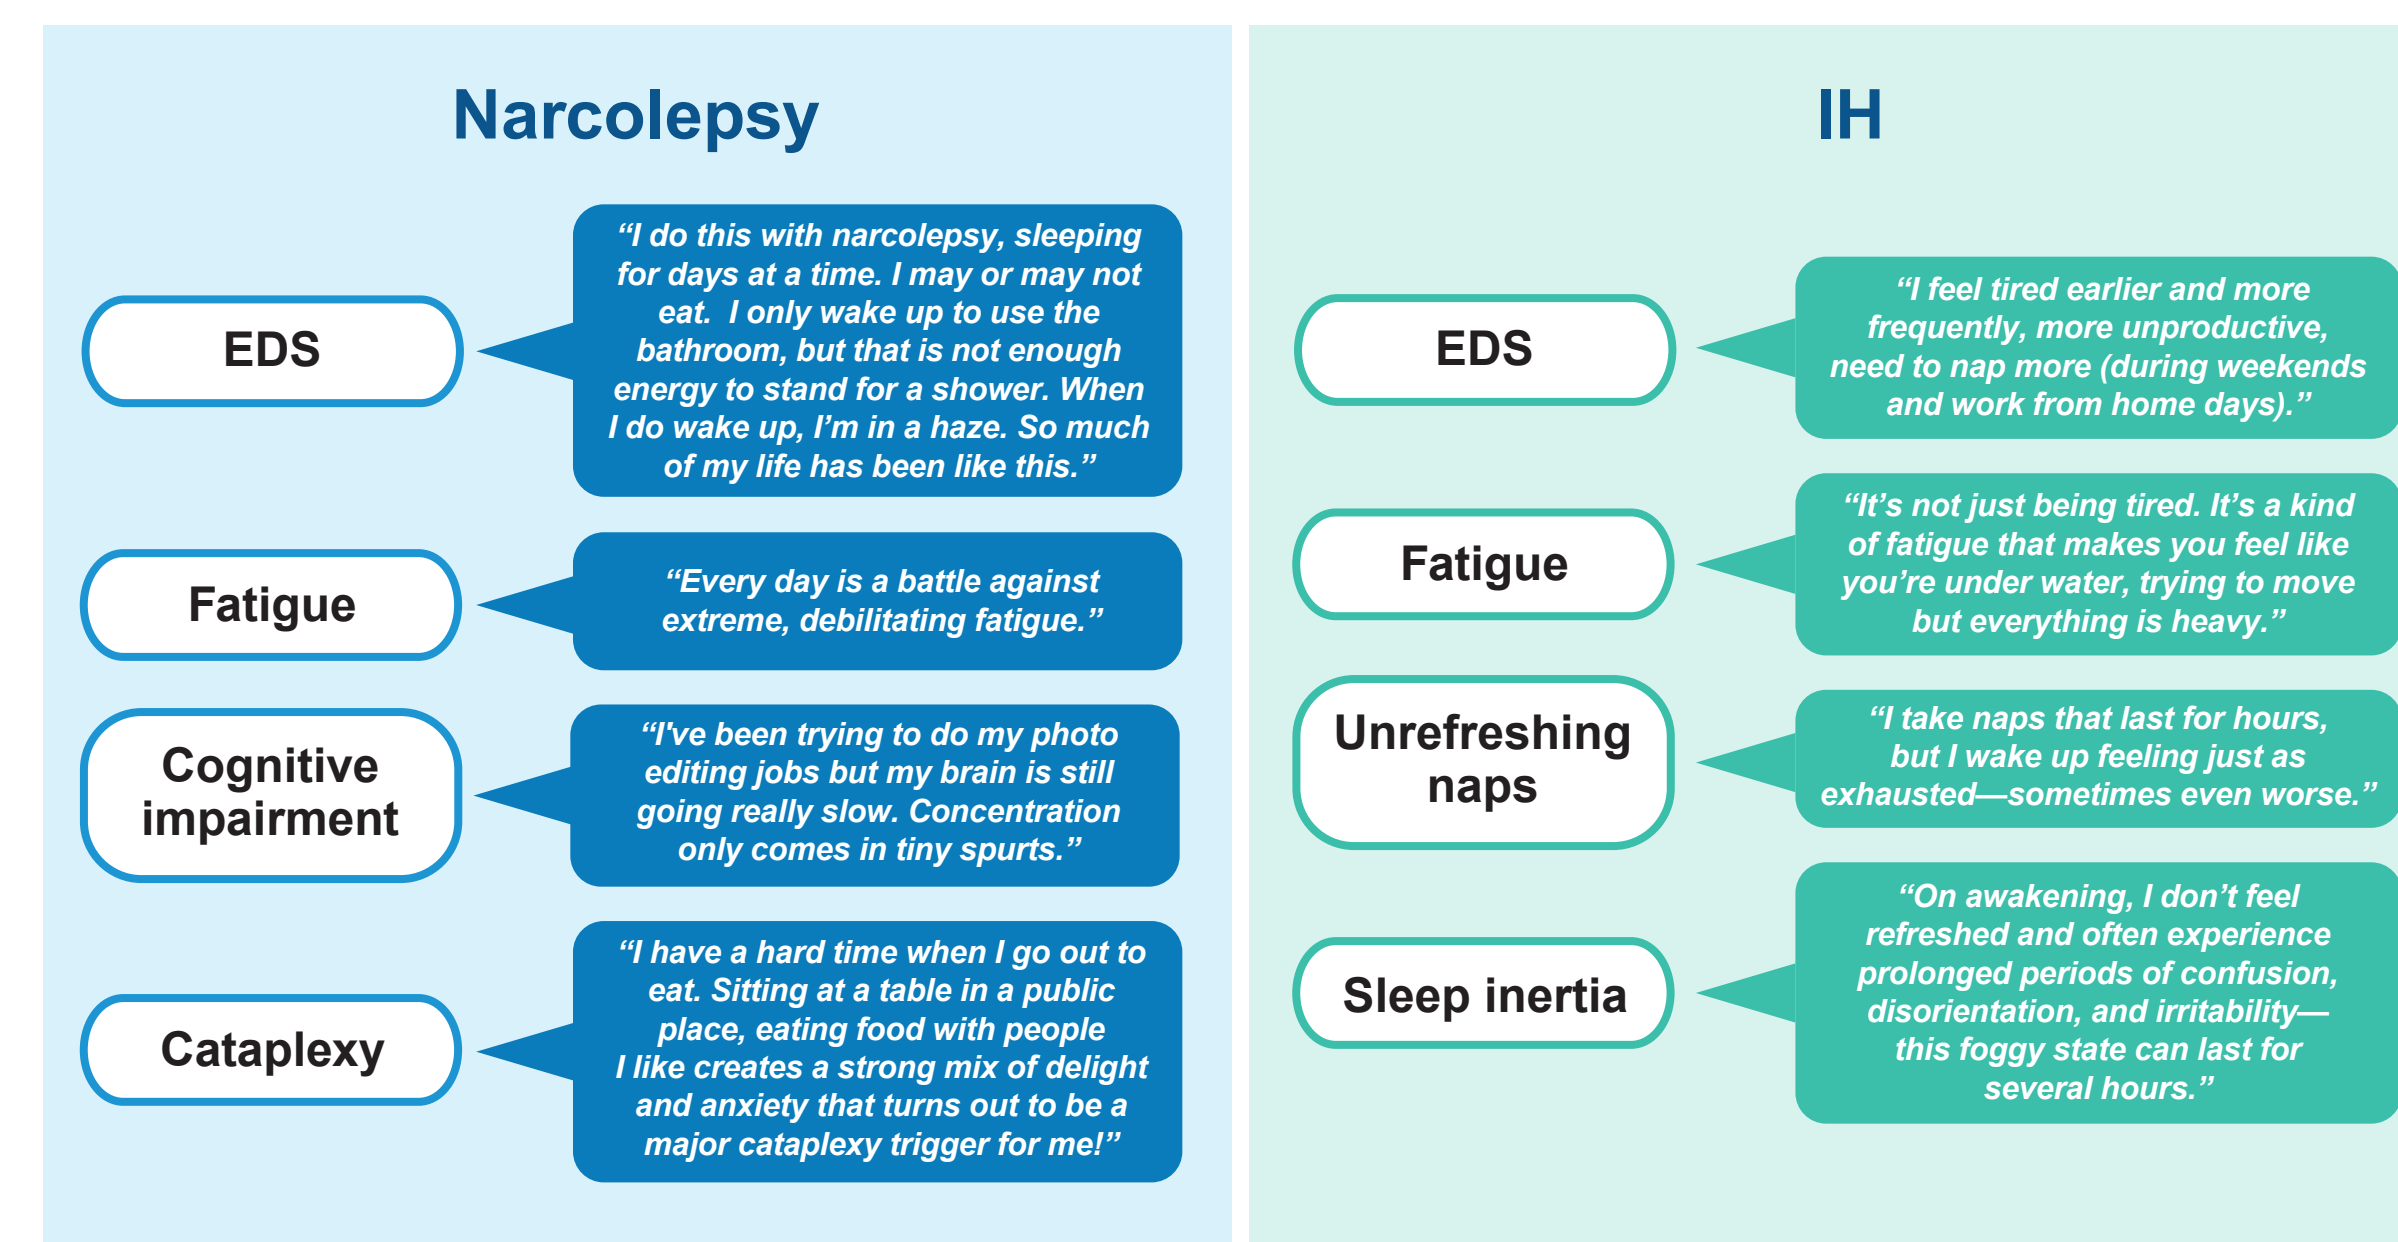 Narcolepsy
EDS
“I do this with narcolepsy, sleeping
for days at a time. I may or may not
eat.  I only wake up to use the
bathroom, but that is not enough
energy to stand for a shower. When
I do wake up, I’m in a haze. So much
of my life has been like this.”
Fatigue
“Every day is a battle against
extreme, debilitating fatigue.”
Cognitive
impairment
“I've been trying to do my photo
editing jobs but my brain is still
going really slow. Concentration
only comes in tiny spurts.”
Cataplexy
“I have a hard time when I go out to
eat. Sitting at a table in a public
place, eating food with people
I like creates a strong mix of delight
and anxiety that turns out to be a
major cataplexy trigger for me!”
IH
EDS
“I feel tired earlier and more
frequently, more unproductive,
need to nap more (during weekends
and work from home days).”
Fatigue
“It’s not just being tired. It’s a kind
of fatigue that makes you feel like
you’re under water, trying to move
but everything is heavy.”
Unrefreshing
naps
“I take naps that last for hours,
but I wake up feeling just as
exhausted—sometimes even worse.”
Sleep inertia
“On awakening, I don’t feel
refreshed and often experience
prolonged periods of confusion,
disorientation, and irritability—
this foggy state can last for
several hours.”